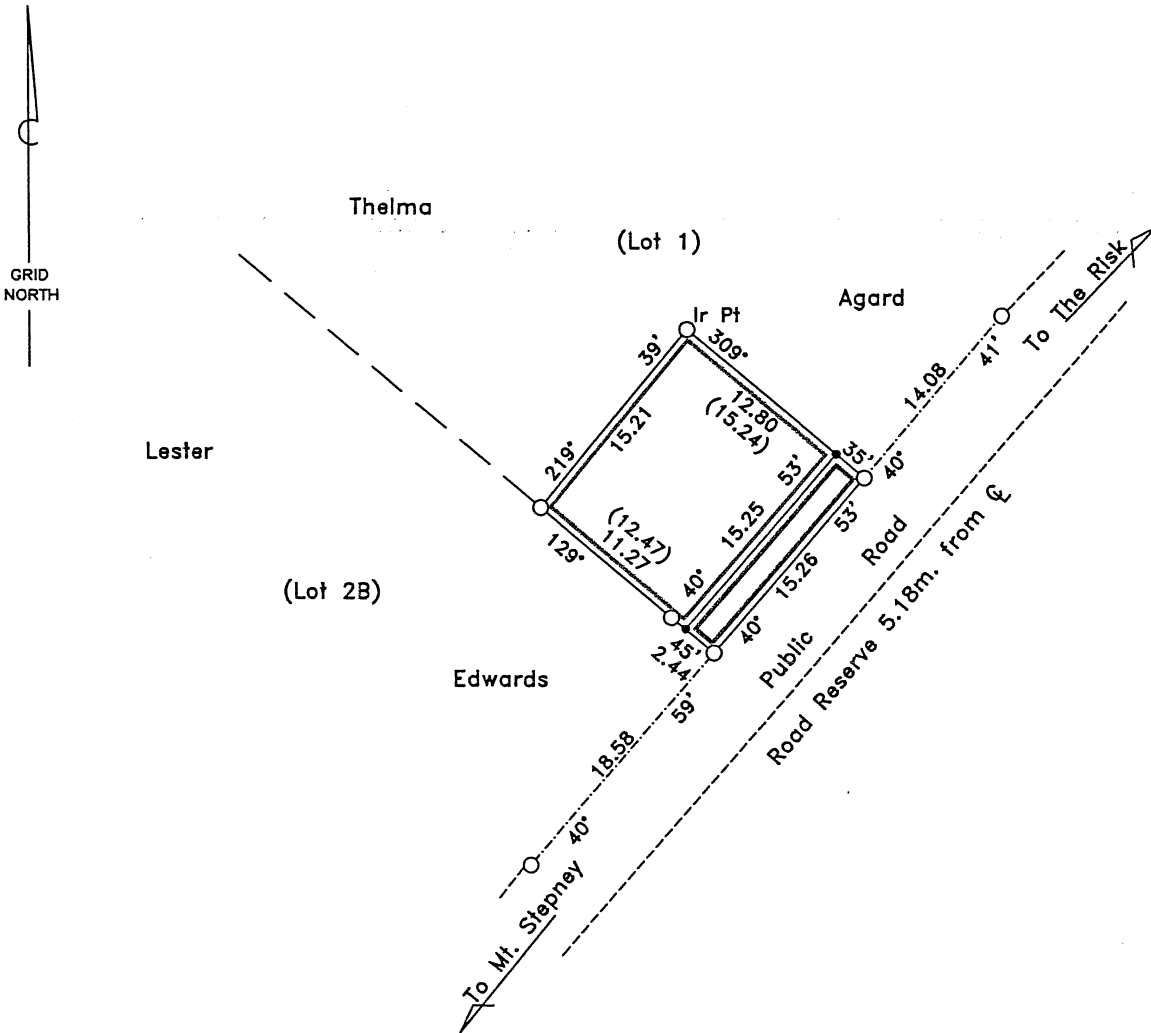 GRID
NORTH
Thelma
(Lot 1)
Agard
Ir Pt
To The Risk
39'
309°
41'
14.08
12.80
(15.24)
15.21
Lester
219°
35'
40°
53'
15.25
53'
Road
(12.47)
11.27
129°
40°
15.26
(Lot 2B)
40°
Public
45'
2.44
Road Reserve 5.18m. from ℄
Edwards
59'
18.58
40°
To Mt. Stepney